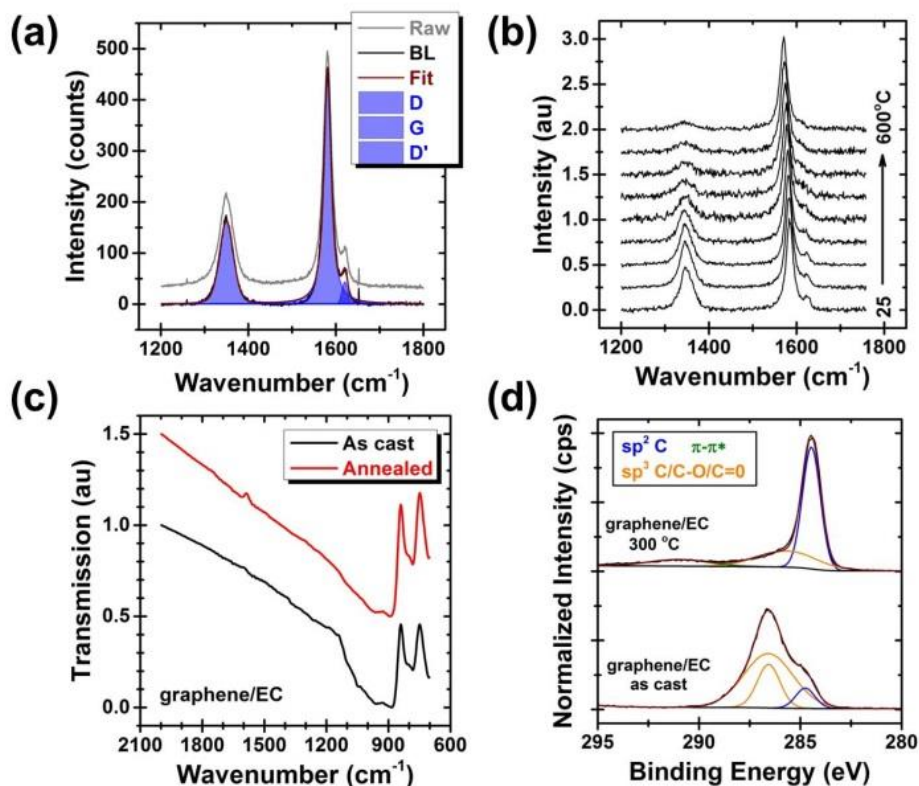 (a)
Raw
BL
Fit
D
G
D'
Intensity (counts)
500
400
300
200
100
0
1200 1400 1600 1800
Wavenumber (cm⁻¹)
(b)
Intensity (au)
3.0
2.5
2.0
1.5
1.0
0.5
0.0
25 600°C
1200 1400 1600 1800
Wavenumber (cm⁻¹)
(c)
As cast
Annealed
Transmission (au)
1.5
1.0
0.5
0.0
graphene/EC
2100 1800 1500 1200 900 600
Wavenumber (cm⁻¹)
(d)
Normalized Intensity (cps)
sp² C π-π*
sp³ C/C-O/C=0
graphene/EC
300 °C
graphene/EC
as cast
295 290 285 280
Binding Energy (eV)